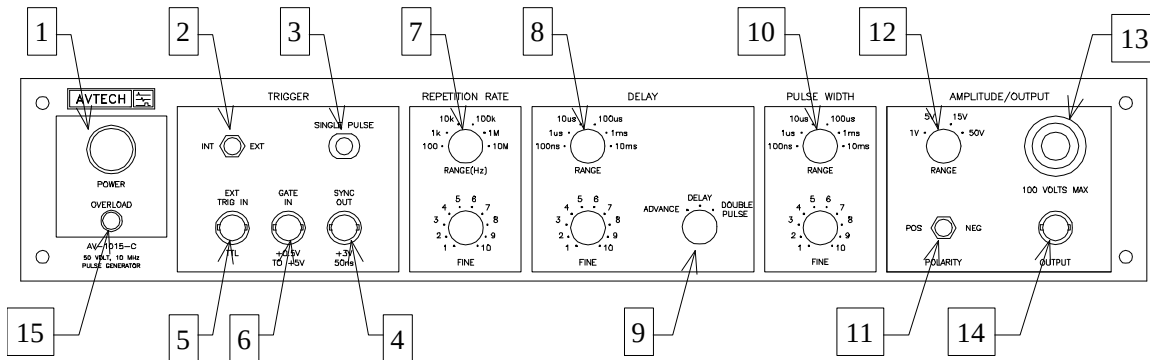 1
2
3
7
8
10
12
13
AVTECH
POWER
OVERLOAD
AV-1015-C
50 VOLT, 10 MHz
PULSE GENERATOR
TRIGGER
INT
EXT
SINGLE PULSE
EXT
TRIG IN
GATE
IN
SYNC
OUT
TTL
+0.5V
TO +5V
+3V
50ns
REPETITION RATE
10k
100k
1k
1M
100
10M
RANGE(Hz)
5 6
4 7
3 8
2 9
1 10
FINE
DELAY
10us
100us
1us
1ms
100ns
10ms
RANGE
5 6
4 7
3 8
2 9
1 10
FINE
ADVANCE
DELAY
DOUBLE
PULSE
PULSE WIDTH
10us
100us
1us
1ms
100ns
10ms
RANGE
5 6
4 7
3 8
2 9
1 10
FINE
AMPLITUDE/OUTPUT
5V
15V
1V
50V
RANGE
100 VOLTS MAX
POS
NEG
POLARITY
OUTPUT
15
5
6
4
9
11
14